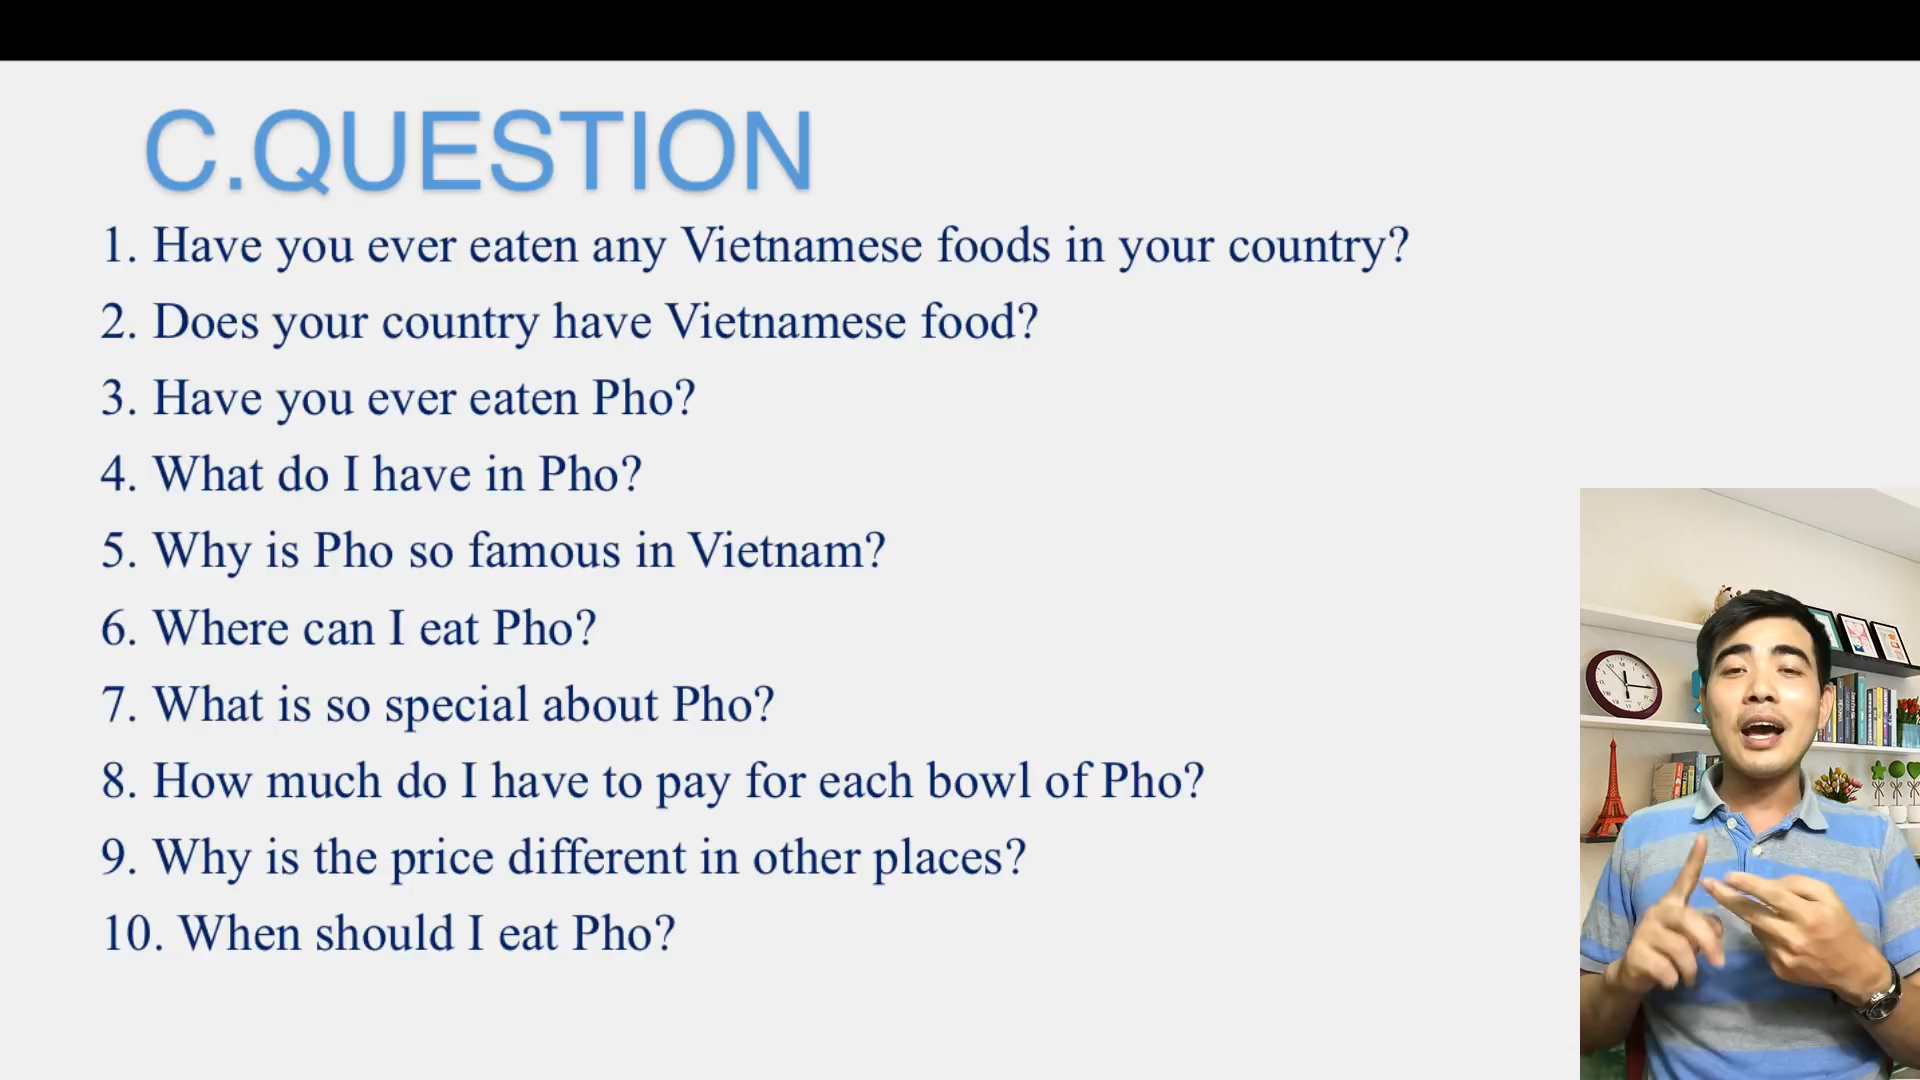 C.QUESTION
1. Have you ever eaten any Vietnamese foods in your country?
2. Does your country have Vietnamese food?
3. Have you ever eaten Pho?
4. What do I have in Pho?
5. Why is Pho so famous in Vietnam?
6. Where can I eat Pho?
7. What is so special about Pho?
8. How much do I have to pay for each bowl of Pho?
9. Why is the price different in other places?
10. When should I eat Pho?